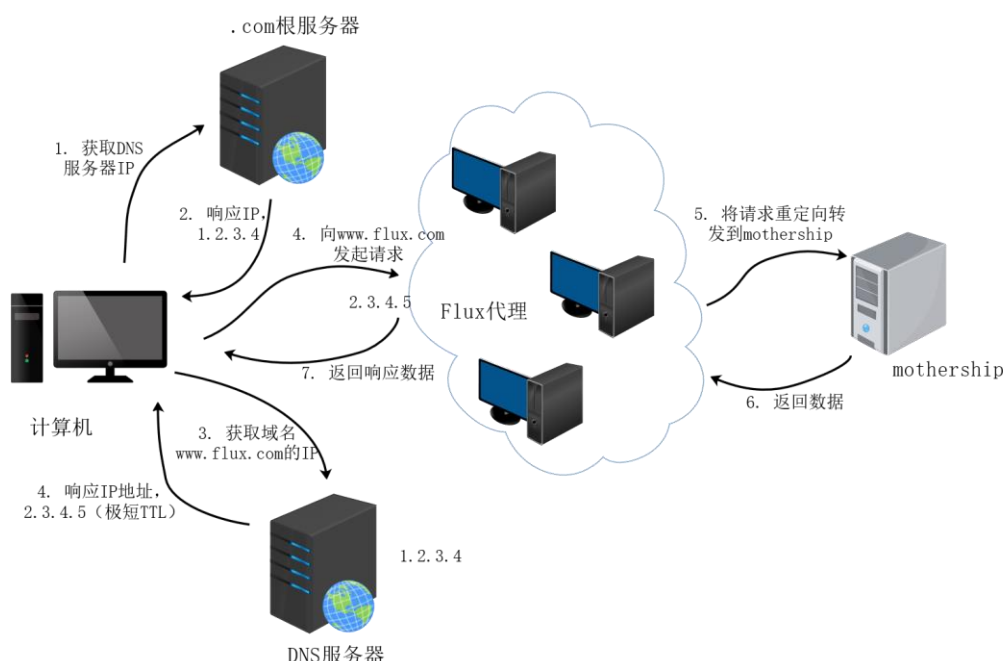 .com根服务器
1. 获取DNS
服务器IP
2. 响应IP,
1.2.3.4
4. 向www.flux.com
发起请求
5. 将请求重定向转
发到mothership
2.3.4.5
Flux代理
7. 返回响应数据
mothership
6. 返回数据
计算机
3. 获取域名
www.flux.com的IP
4. 响应IP地址,
2.3.4.5（极短TTL）
1.2.3.4
DNS服务器